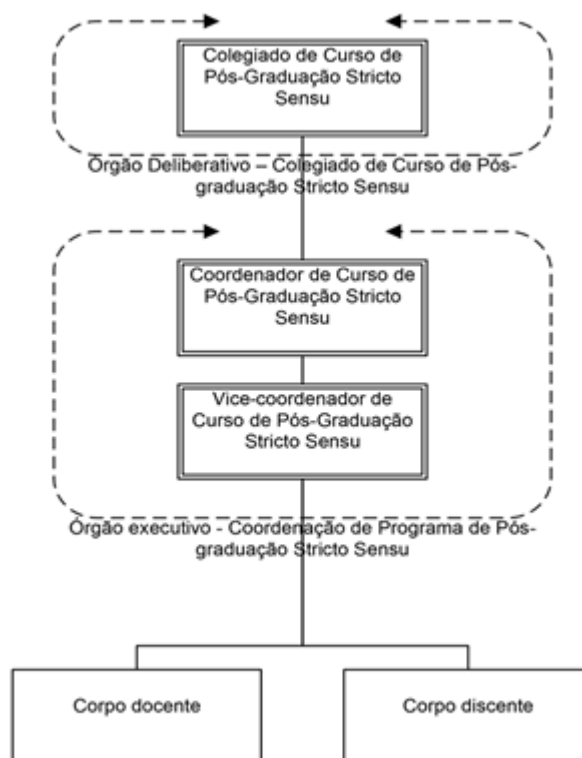 Colegiado de Curso de
Pós-Graduação Stricto
Sensu
Órgão Deliberativo – Colegiado de Curso de Pós-
graduação Stricto Sensu
Coordenador de Curso de
Pós-Graduação Stricto
Sensu
Vice-coordenador de
Curso de Pós-Graduação
Stricto Sensu
Órgão executivo - Coordenação de Programa de Pós-
graduação Stricto Sensu
Corpo docente
Corpo discente